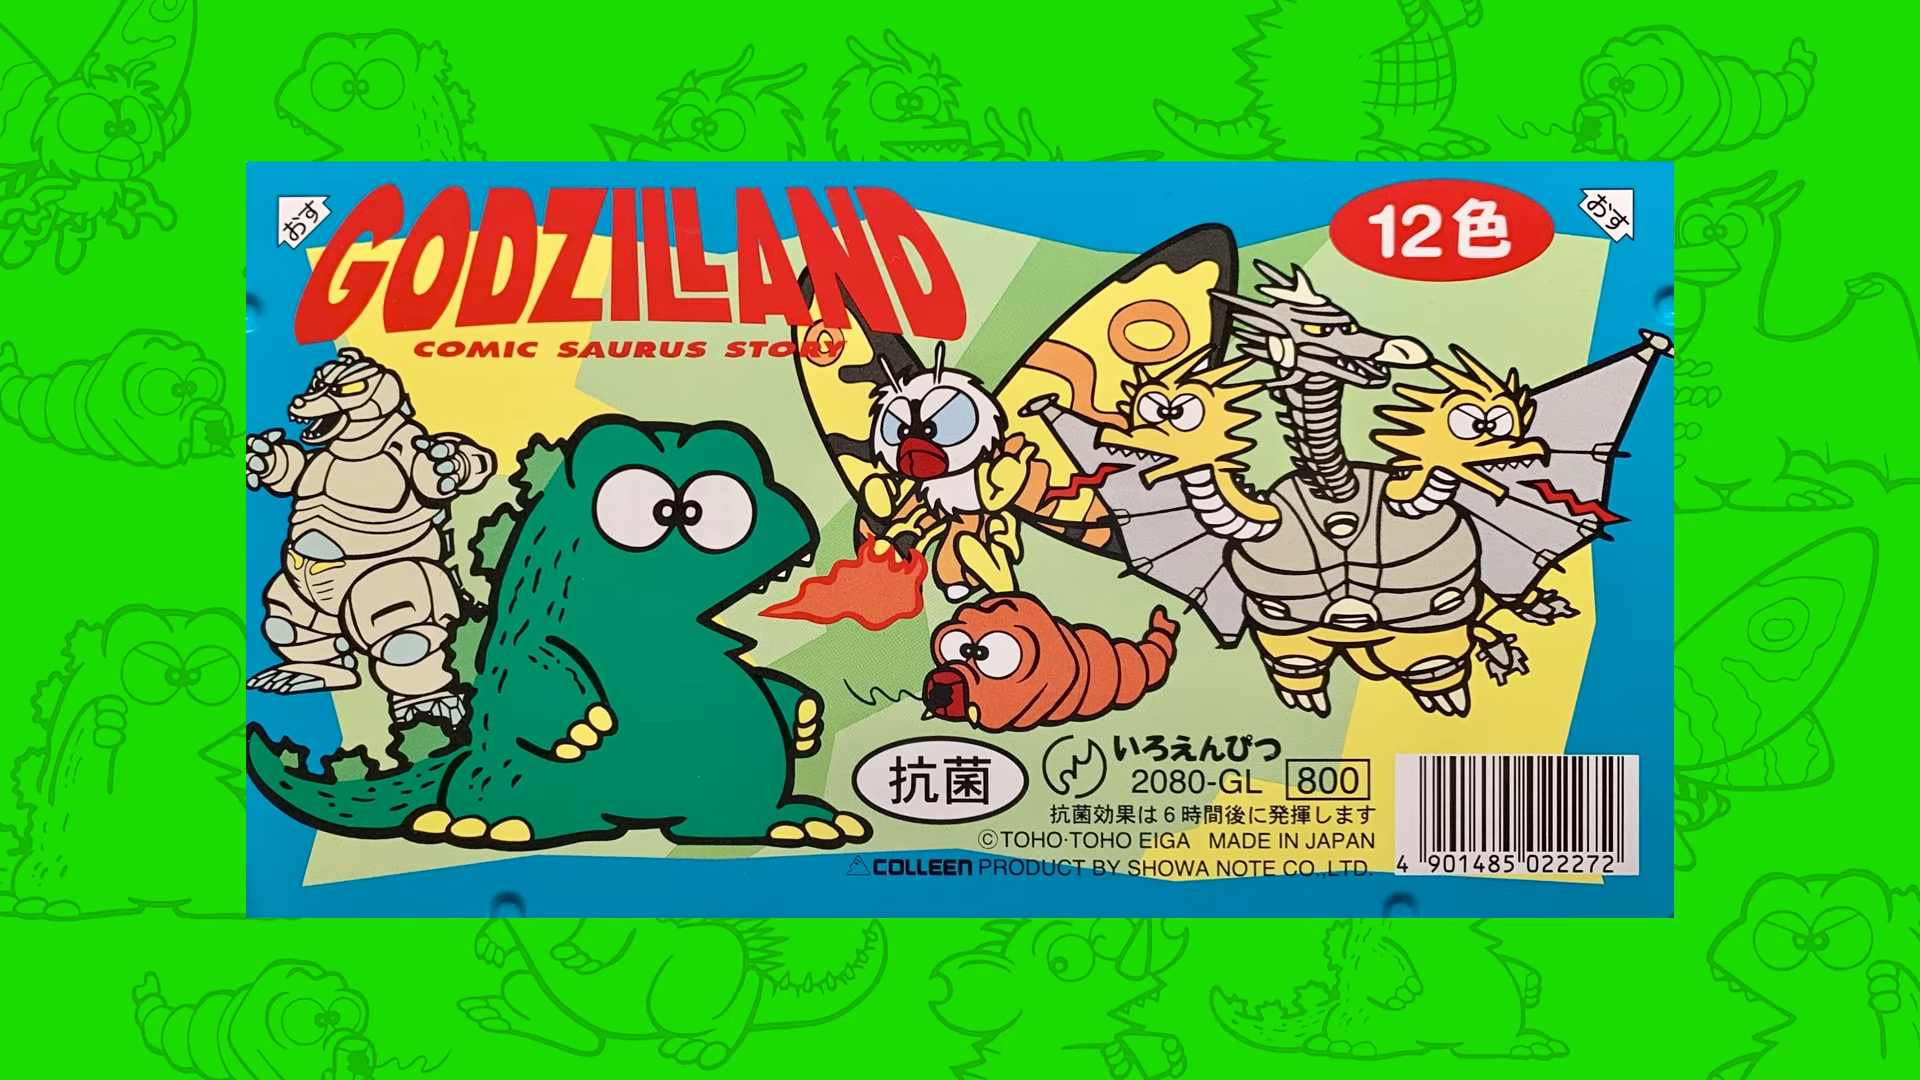 おす
GODZILLAND
12色
おす
COMIC SAURUS STORY
抗菌
いろえんぴつ
2080-GL 800
抗菌効果は6時間後に発揮します
©TOHO·TOHO EIGA MADE IN JAPAN
COLLEEN PRODUCT BY SHOWA NOTE CO.,LTD.
4 901485 022272